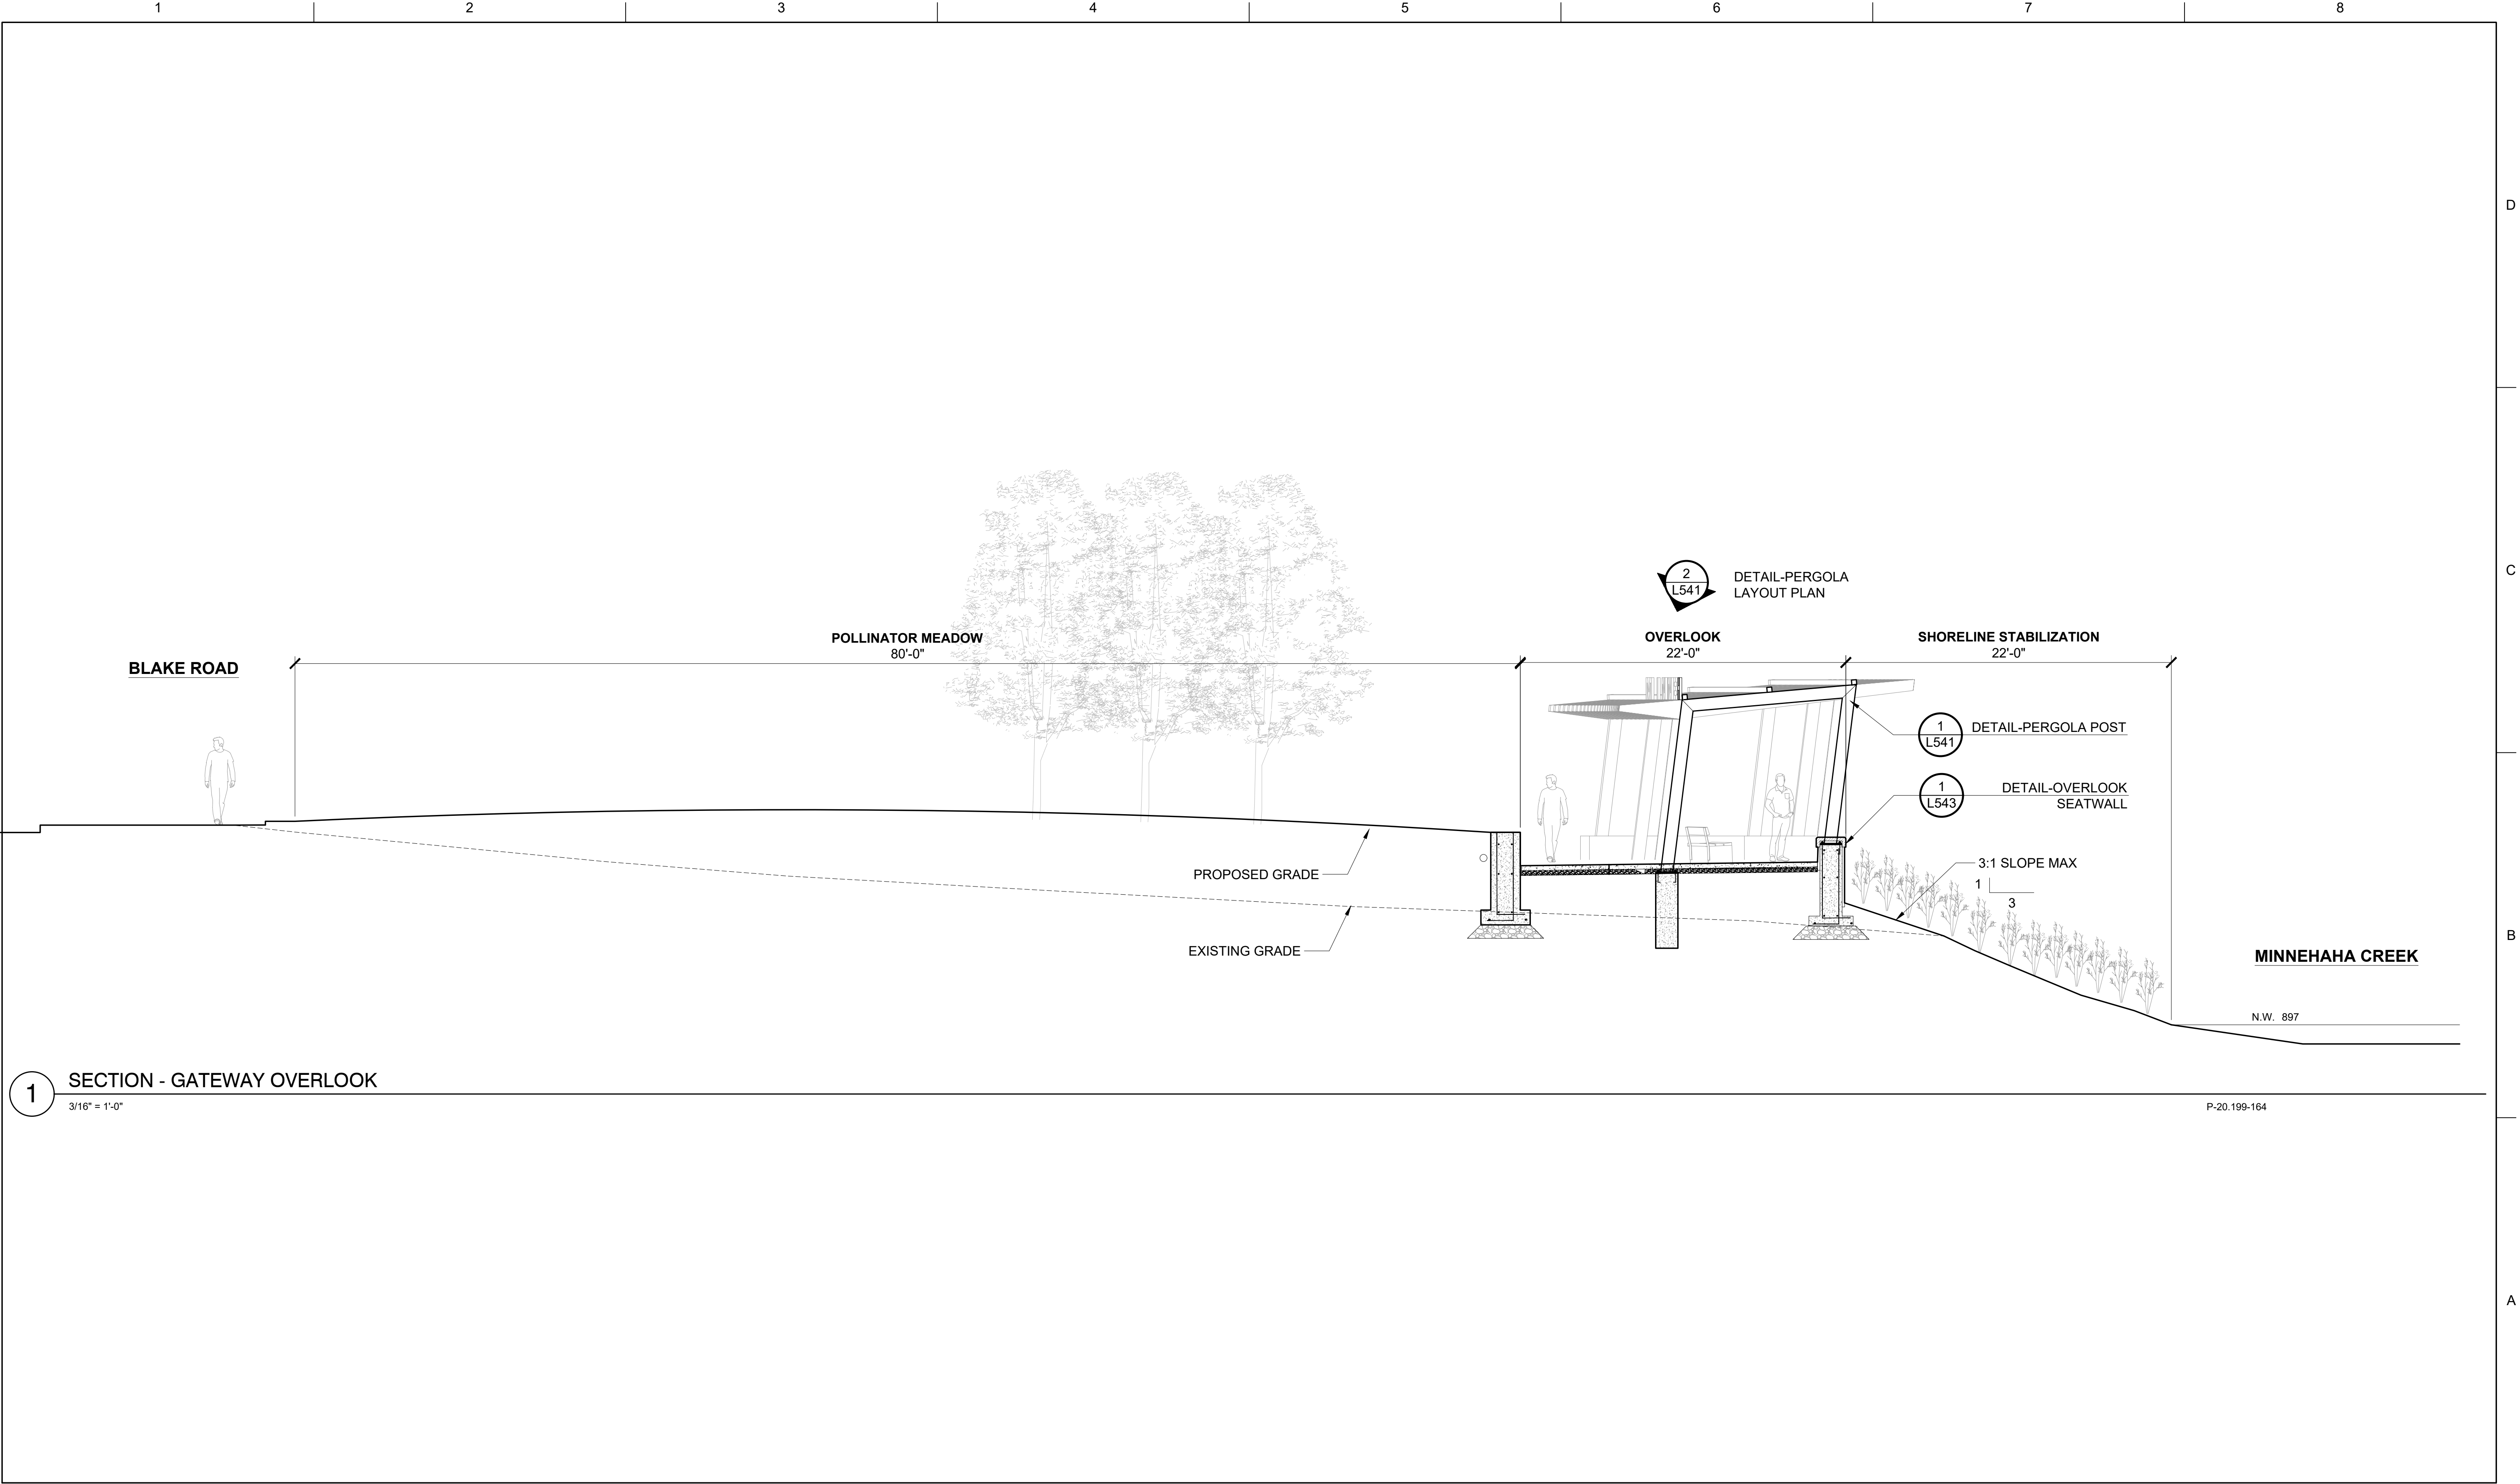 1 2 3 4 5 6 7 8
D
C
B
A
2
L541
DETAIL-PERGOLA
LAYOUT PLAN
BLAKE ROAD
POLLINATOR MEADOW
80'-0"
OVERLOOK
22'-0"
SHORELINE STABILIZATION
22'-0"
1
L541
DETAIL-PERGOLA POST
1
L543
DETAIL-OVERLOOK
SEATWALL
3:1 SLOPE MAX
1
3
PROPOSED GRADE
EXISTING GRADE
MINNEHAHA CREEK
N.W. 897
1
SECTION - GATEWAY OVERLOOK
3/16" = 1'-0"
P-20.199-164